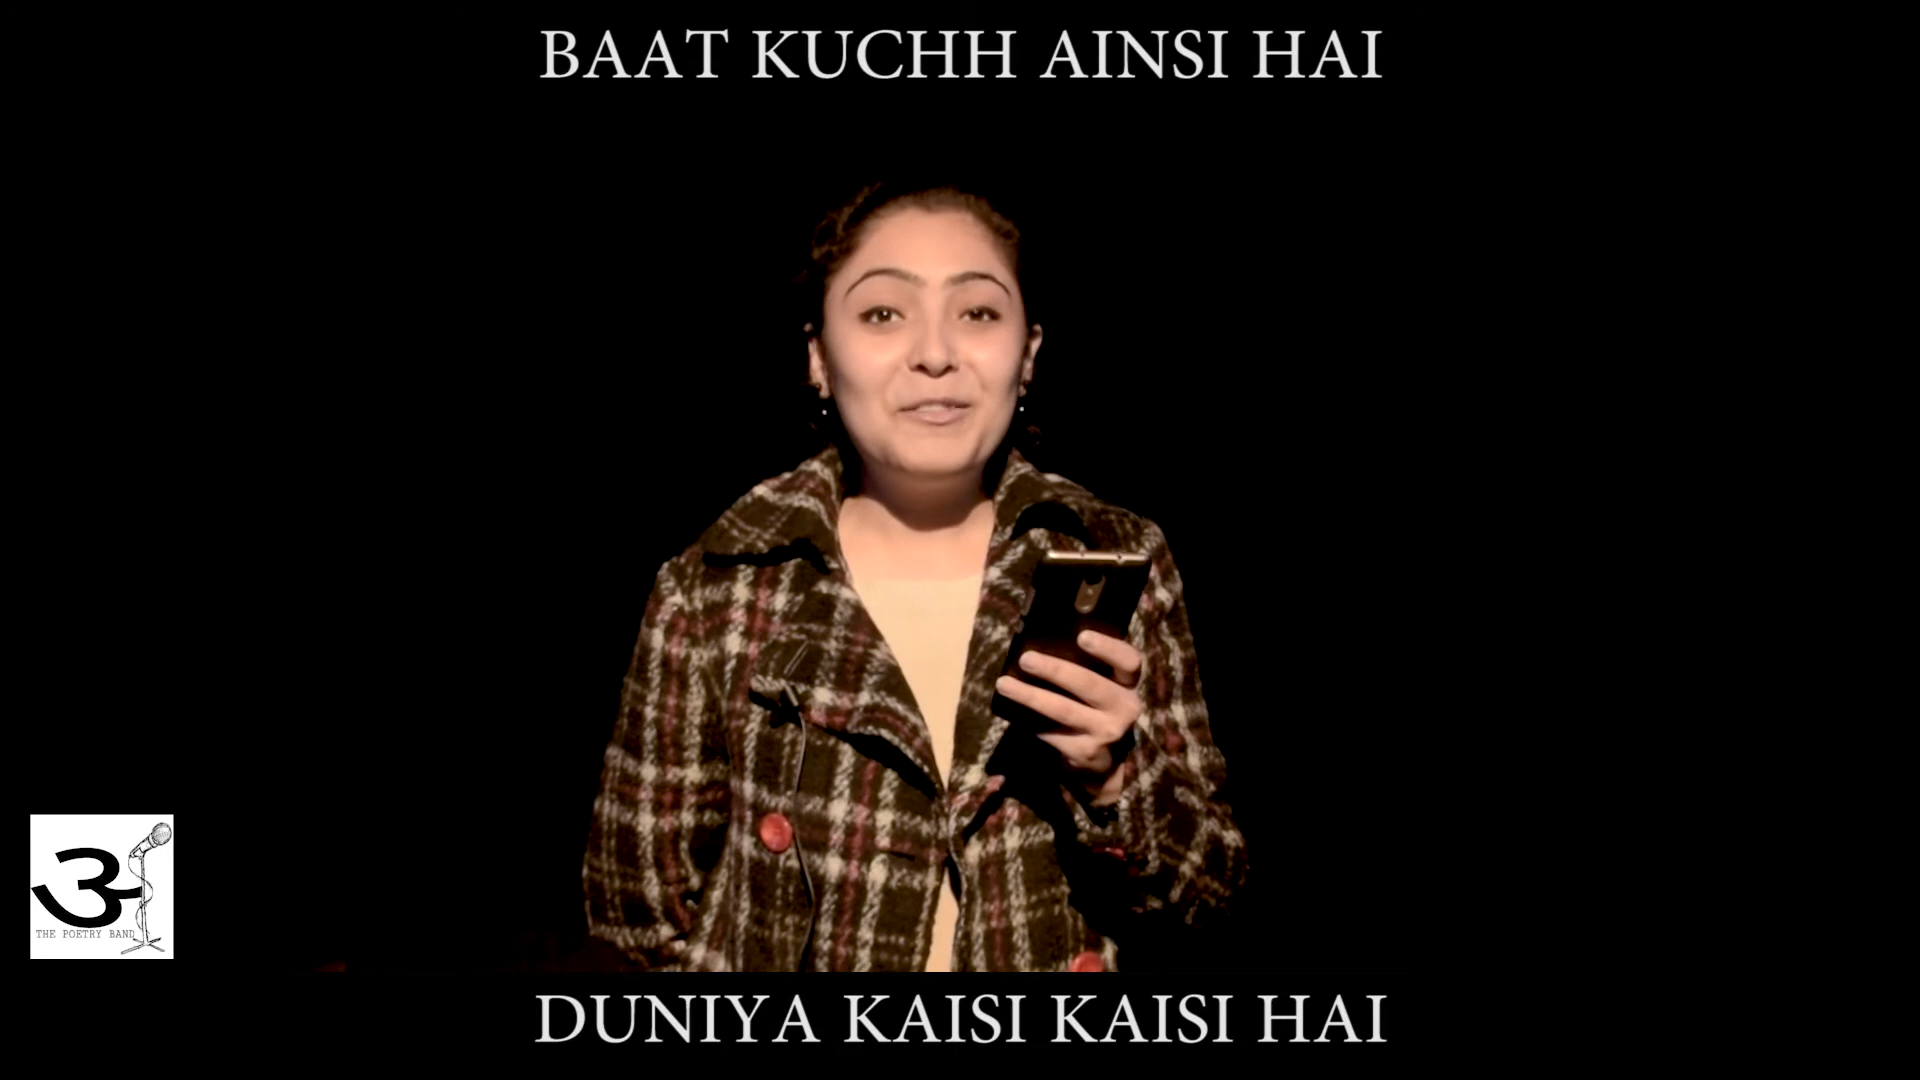 BAAT KUCHH AINSI HAI
अ
THE POETRY BAND
DUNIYA KAISI KAISI HAI